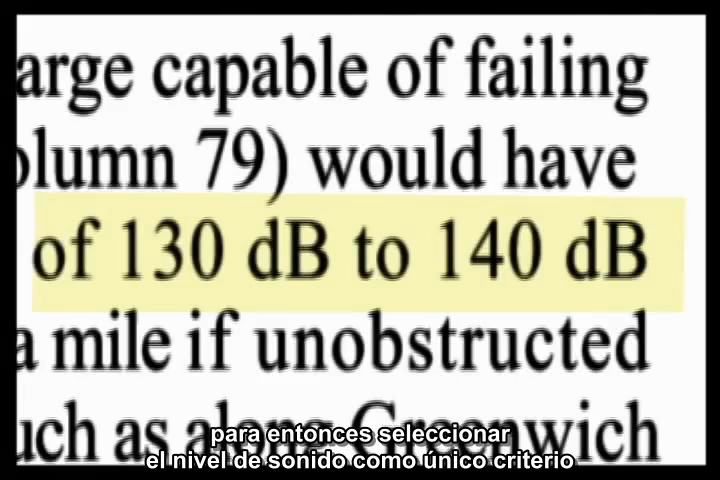 arge capable of failing
olumn 79) would have
of 130 dB to 140 dB
a mile if unobstructed
uch as along Greenwich
para entonces seleccionar
el nivel de sonido como único criterio